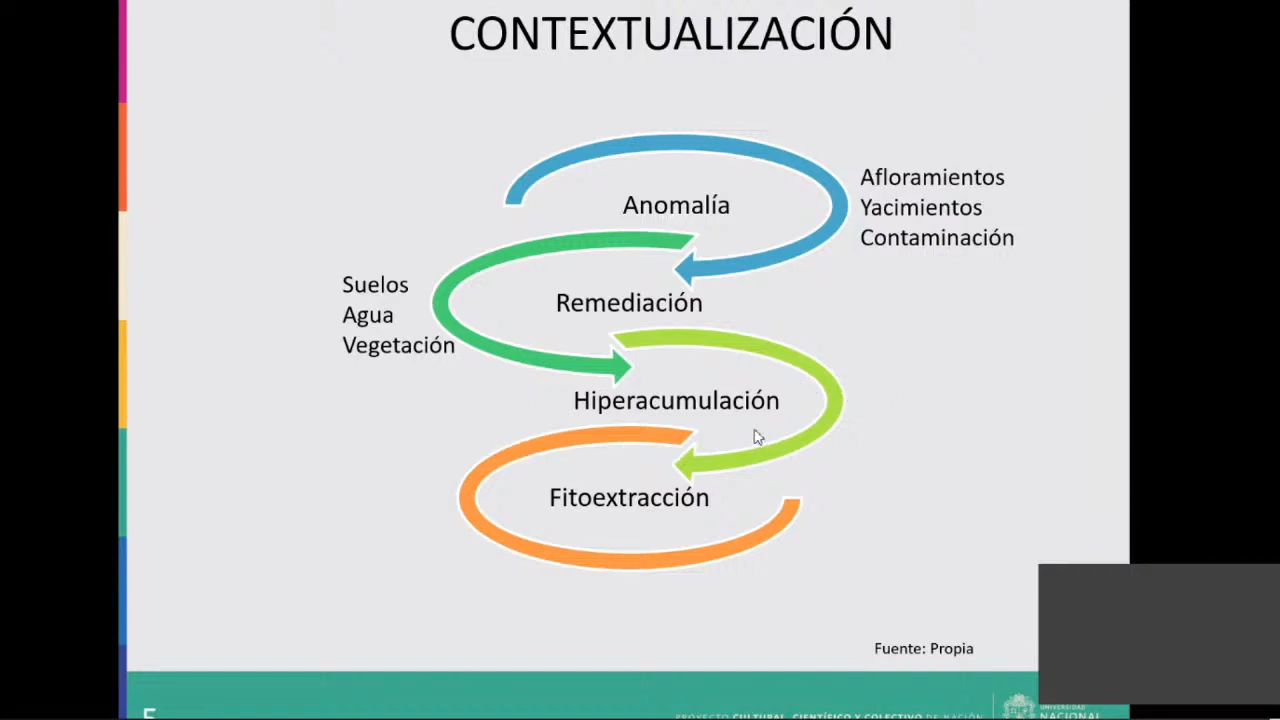 CONTEXTUALIZACIÓN
Anomalía
Afloramientos
Yacimientos
Contaminación
Suelos
Agua
Vegetación
Remediación
Hiperacumulación
Fitoextracción
Fuente: Propia
5
PROYECTO CULTURAL, CIENTÍFICO Y COLECTIVO DE NACIÓN
UNIVERSIDAD
NACIONAL